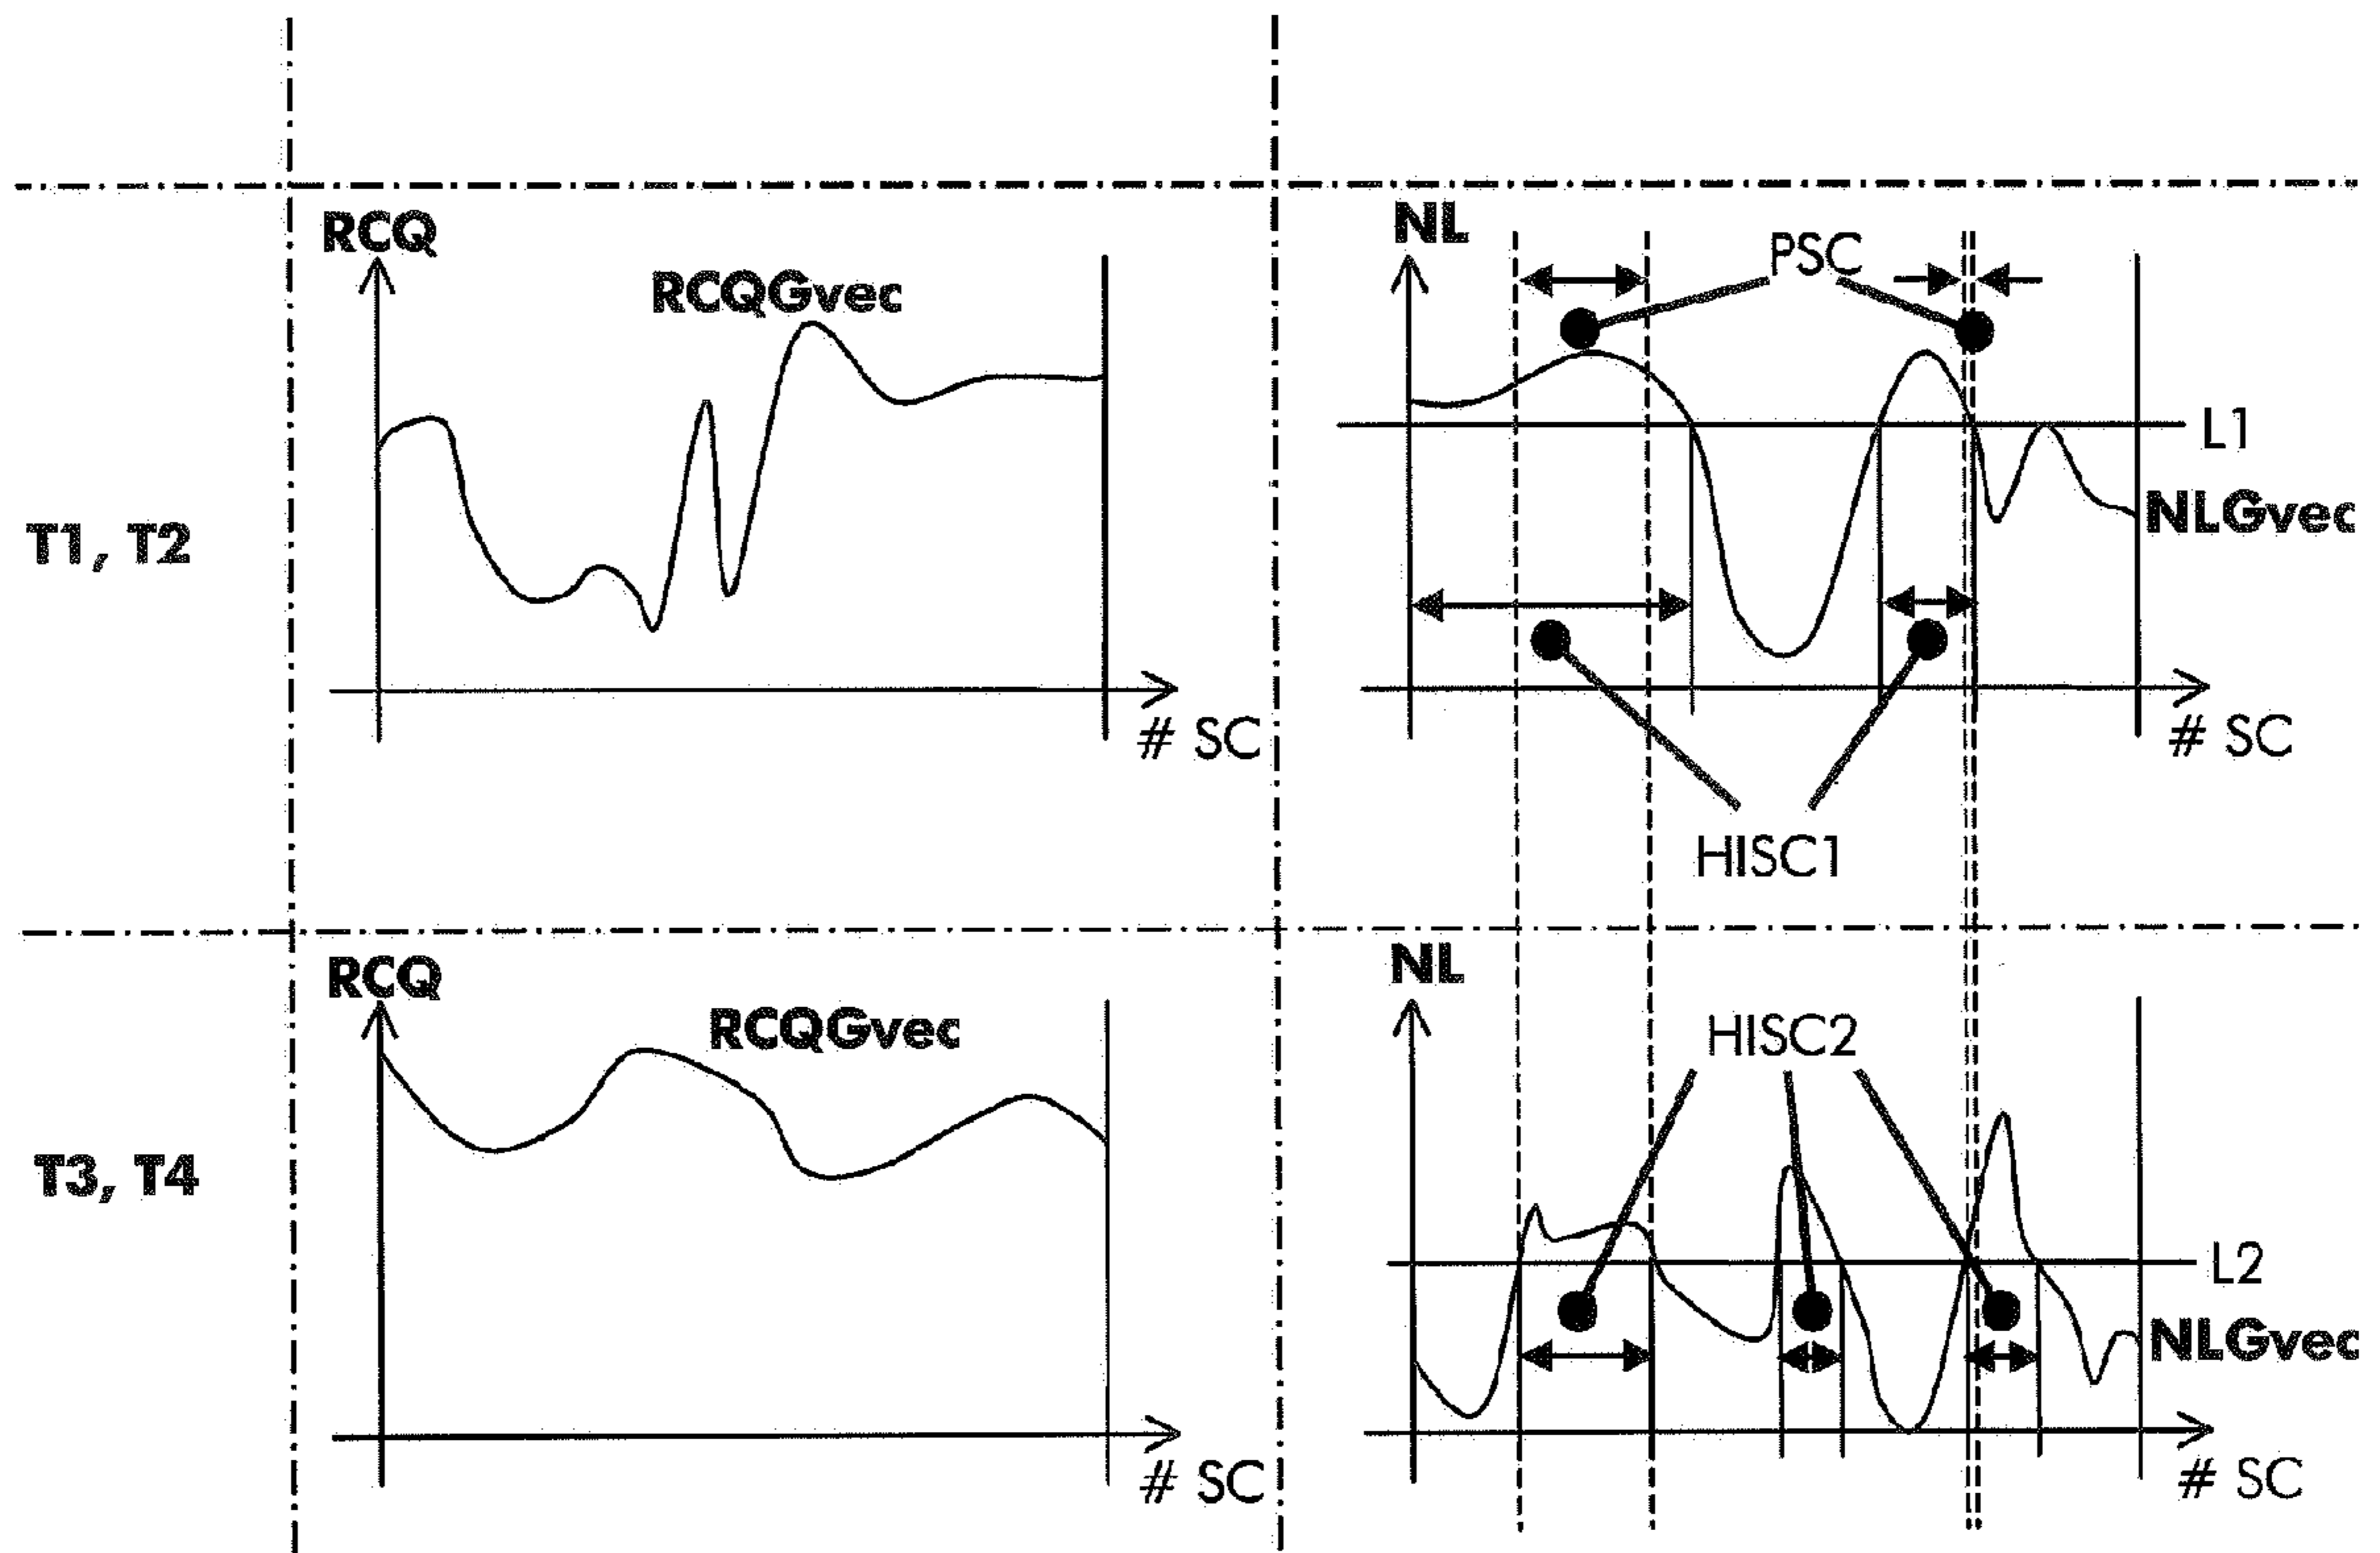 RCQ
RCQGvec
# SC
NL
PSC
L1
NLGvec
# SC
HISC1
T1, T2
RCQ
RCQGvec
# SC
NL
HISC2
L2
NLGvec
# SC
T3, T4